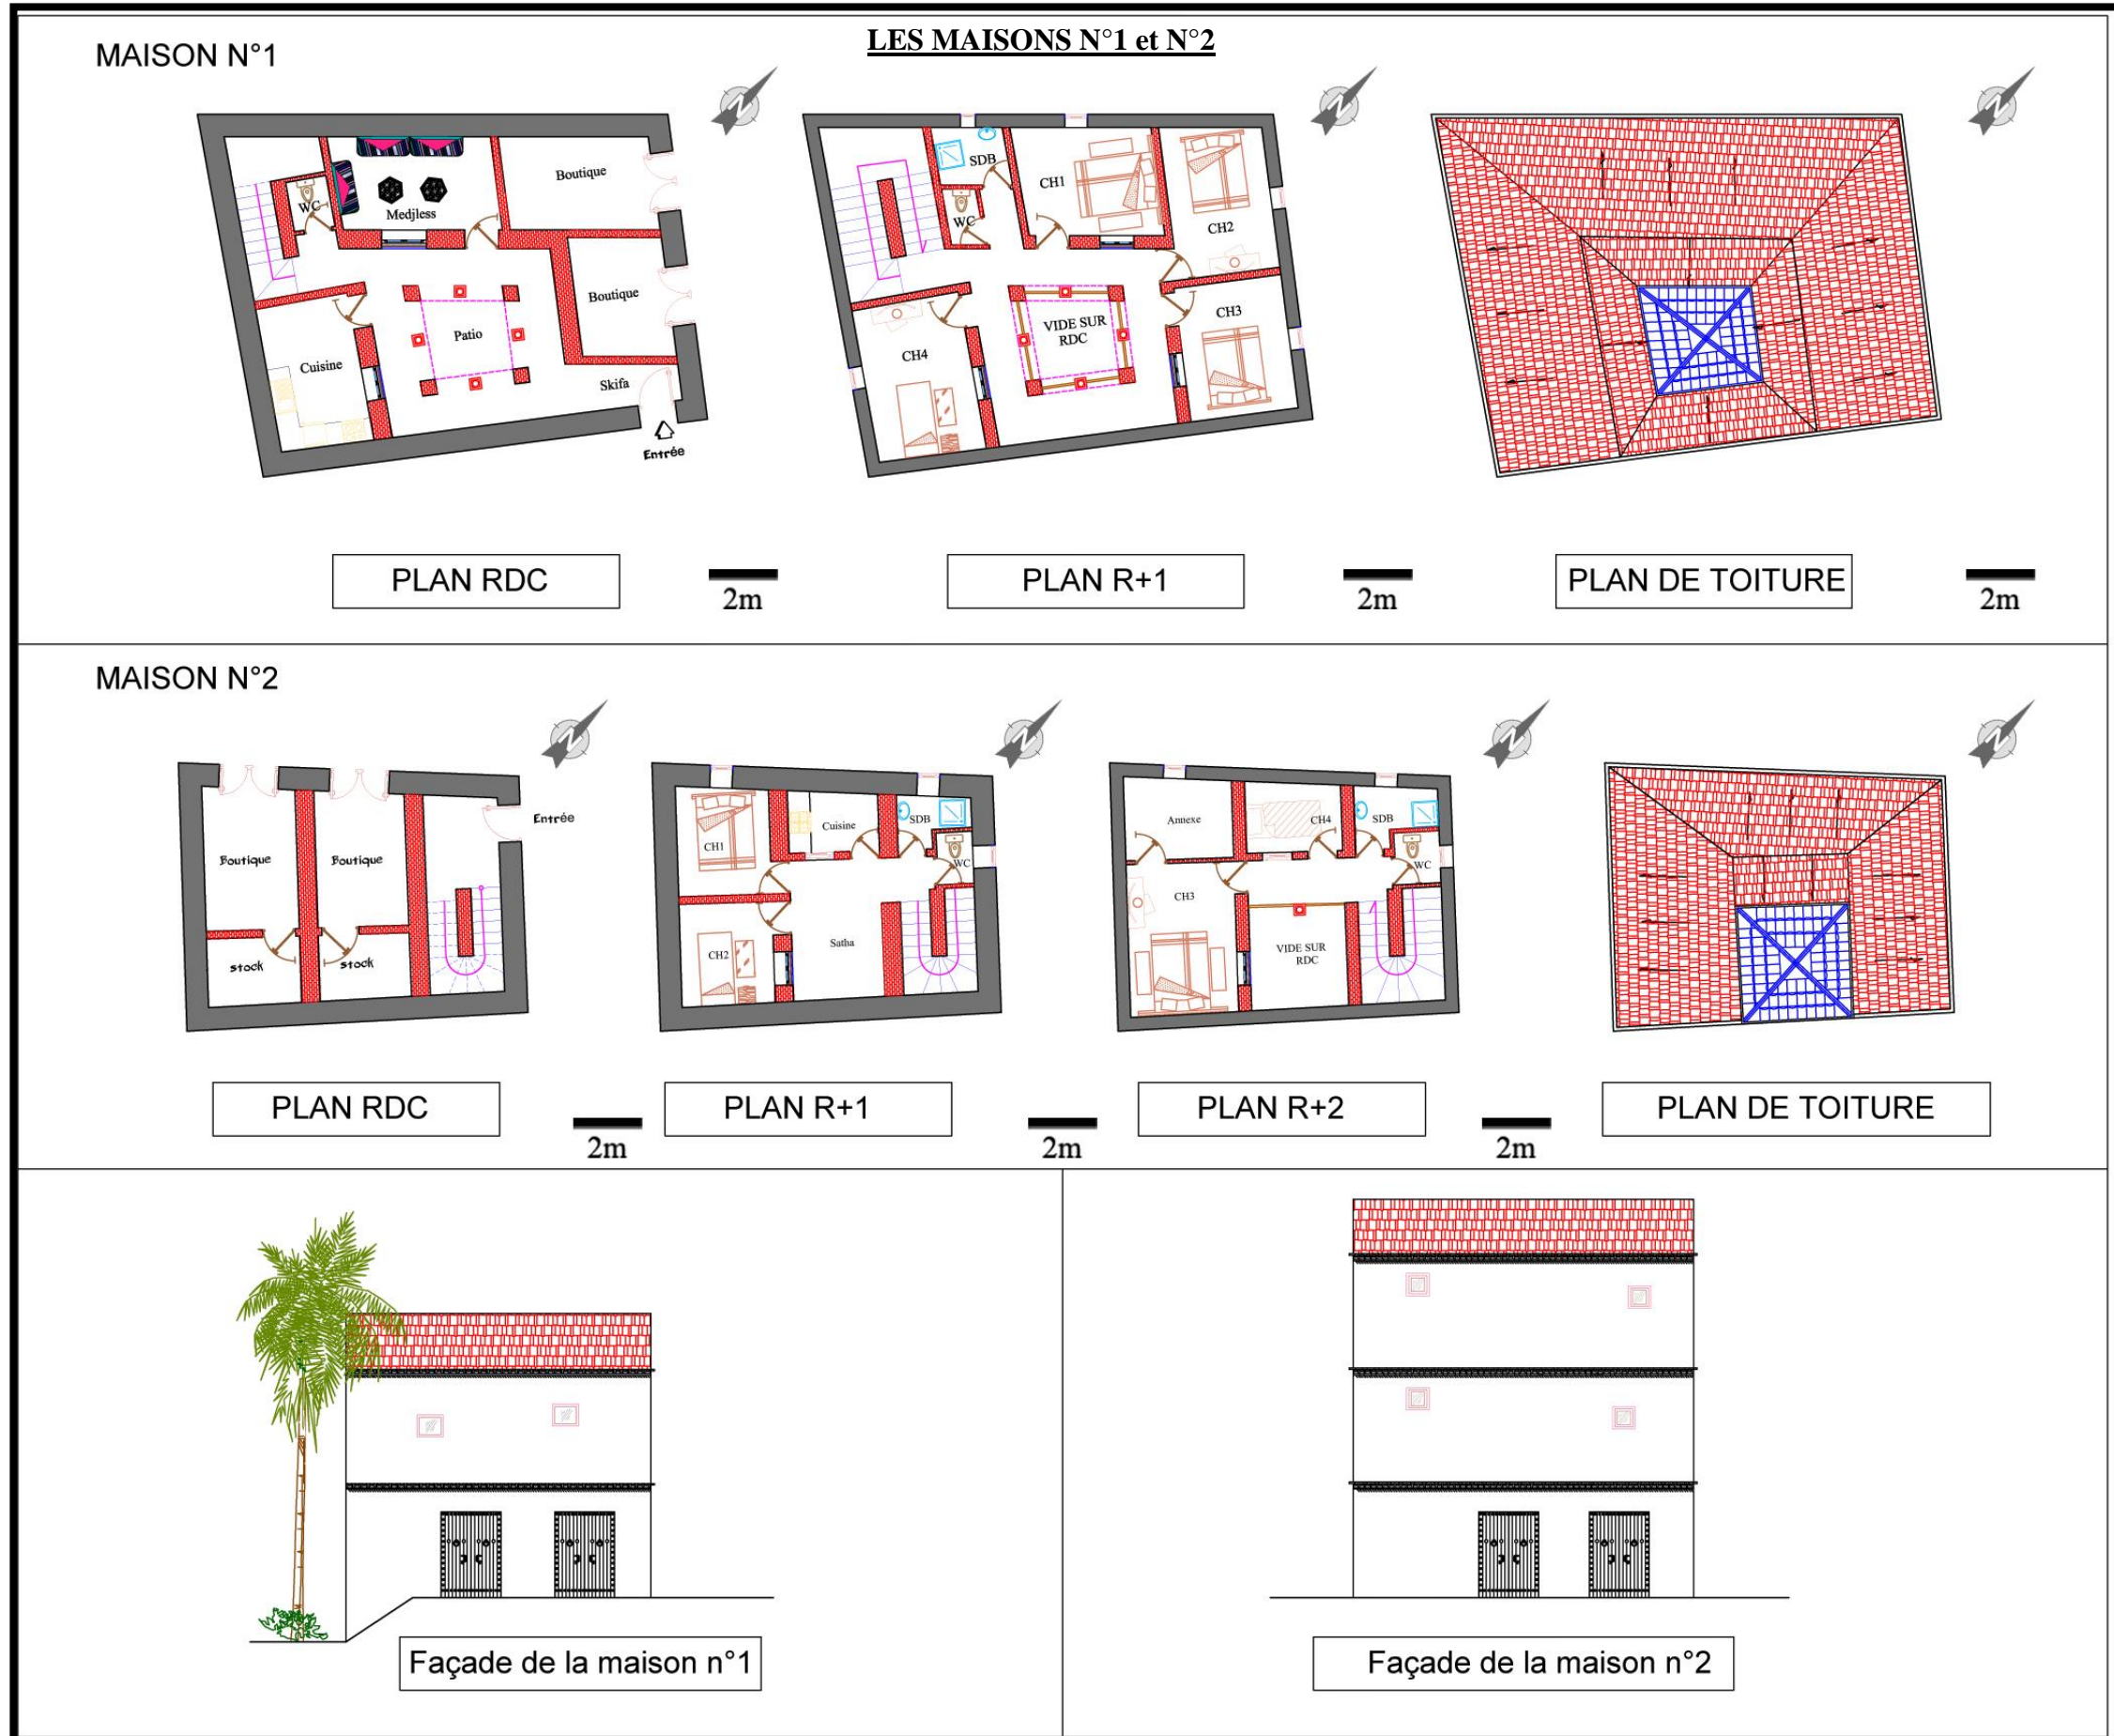 LES MAISONS N°1 et N°2
MAISON N°1
N
Boutique
WC
Medjless
Boutique
Patio
Cuisine
Skifa
Entrée
PLAN RDC
2m
N
SDB
CH1
WC
CH2
CH3
VIDE SUR
RDC
CH4
PLAN R+1
2m
N
PLAN DE TOITURE
2m
MAISON N°2
N
Entrée
Boutique
Boutique
Stock
Stock
PLAN RDC
2m
N
Cuisine
SDB
CH1
WC
Satha
CH2
PLAN R+1
2m
N
Annexe
CH4
SDB
WC
CH3
VIDE SUR
RDC
PLAN R+2
2m
N
PLAN DE TOITURE
Façade de la maison n°1
Façade de la maison n°2